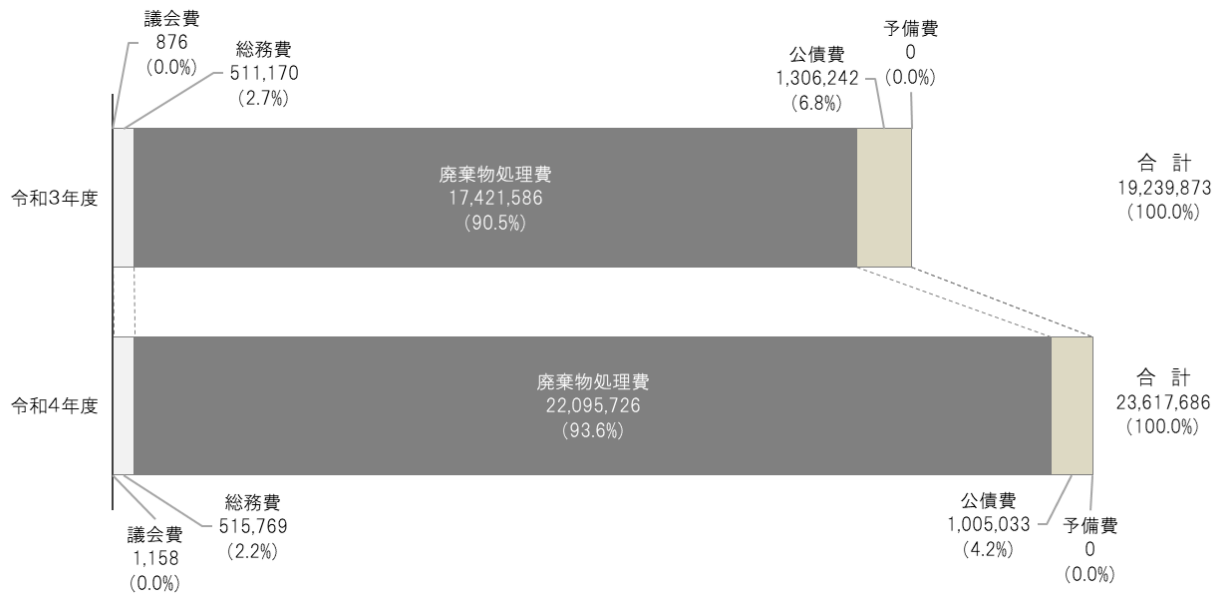 議会費
876
(0.0%)
総務費
511,170
(2.7%)
公債費
1,306,242
(6.8%)
予備費
0
(0.0%)
令和3年度
廃棄物処理費
17,421,586
(90.5%)
合 計
19,239,873
(100.0%)
令和4年度
廃棄物処理費
22,095,726
(93.6%)
合 計
23,617,686
(100.0%)
議会費
1,158
(0.0%)
総務費
515,769
(2.2%)
公債費
1,005,033
(4.2%)
予備費
0
(0.0%)